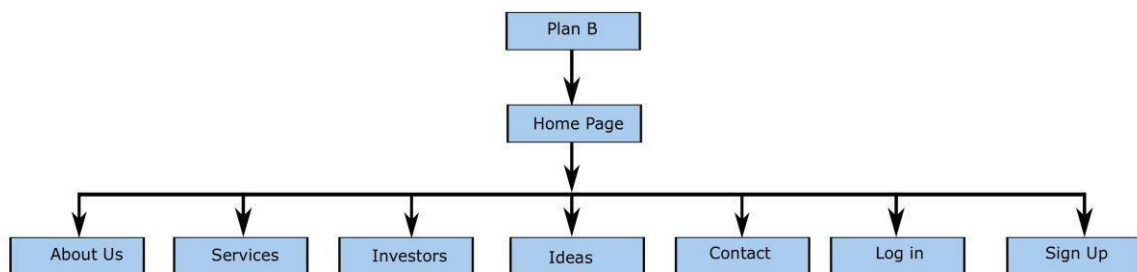 Plan B
Home Page
About Us
Services
Investors
Ideas
Contact
Log in
Sign Up